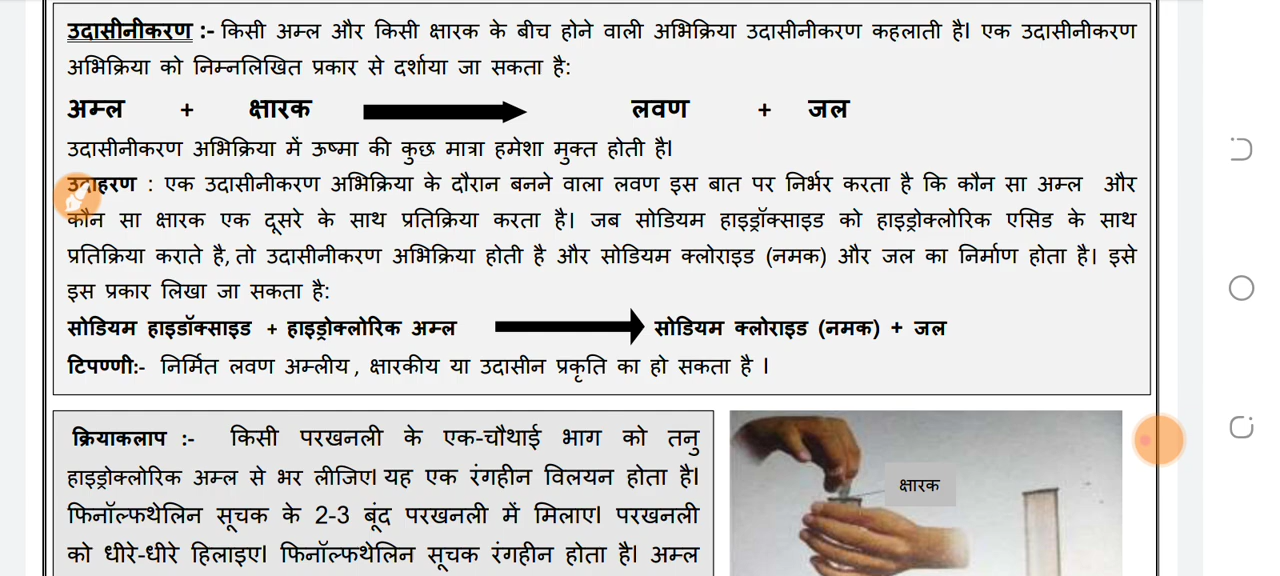 उदासीनीकरण :- किसी अम्ल और किसी क्षारक के बीच होने वाली अभिक्रिया उदासीनीकरण कहलाती है। एक उदासीनीकरण
अभिक्रिया को निम्नलिखित प्रकार से दर्शाया जा सकता है:
अम्ल + क्षारक लवण + जल
उदासीनीकरण अभिक्रिया में ऊष्मा की कुछ मात्रा हमेशा मुक्त होती है।
उदाहरण : एक उदासीनीकरण अभिक्रिया के दौरान बनने वाला लवण इस बात पर निर्भर करता है कि कौन सा अम्ल और
कौन सा क्षारक एक दूसरे के साथ प्रतिक्रिया करता है। जब सोडियम हाइड्रॉक्साइड को हाइड्रोक्लोरिक एसिड के साथ
प्रतिक्रिया कराते है, तो उदासीनीकरण अभिक्रिया होती है और सोडियम क्लोराइड (नमक) और जल का निर्माण होता है। इसे
इस प्रकार लिखा जा सकता है:
सोडियम हाइडॉक्साइड + हाइड्रोक्लोरिक अम्ल सोडियम क्लोराइड (नमक) + जल
टिपण्णी:- निर्मित लवण अम्लीय , क्षारकीय या उदासीन प्रकृति का हो सकता है ।
क्रियाकलाप :- किसी परखनली के एक-चौथाई भाग को तनु
हाइड्रोक्लोरिक अम्ल से भर लीजिए। यह एक रंगहीन विलयन होता है।
फिनॉल्फथेलिन सूचक के 2-3 बूंद परखनली में मिलाए। परखनली
को धीरे-धीरे हिलाइए। फिनॉल्फथेलिन सूचक रंगहीन होता है। अम्ल
क्षारक